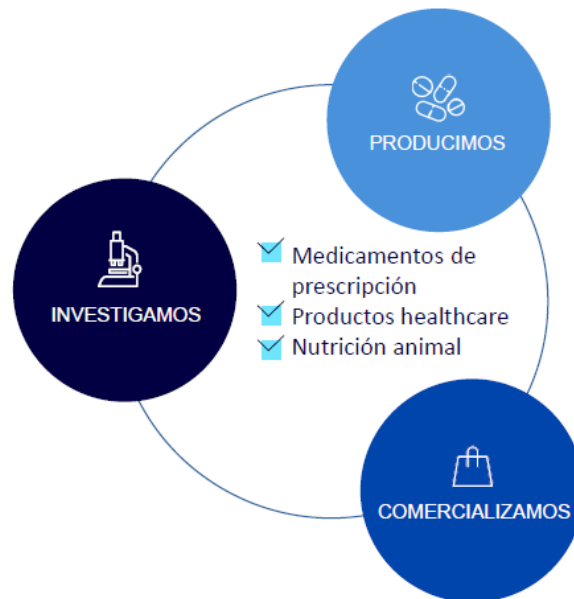 PRODUCIMOS
INVESTIGAMOS
Medicamentos de
prescripción
Productos healthcare
Nutrición animal
COMERCIALIZAMOS